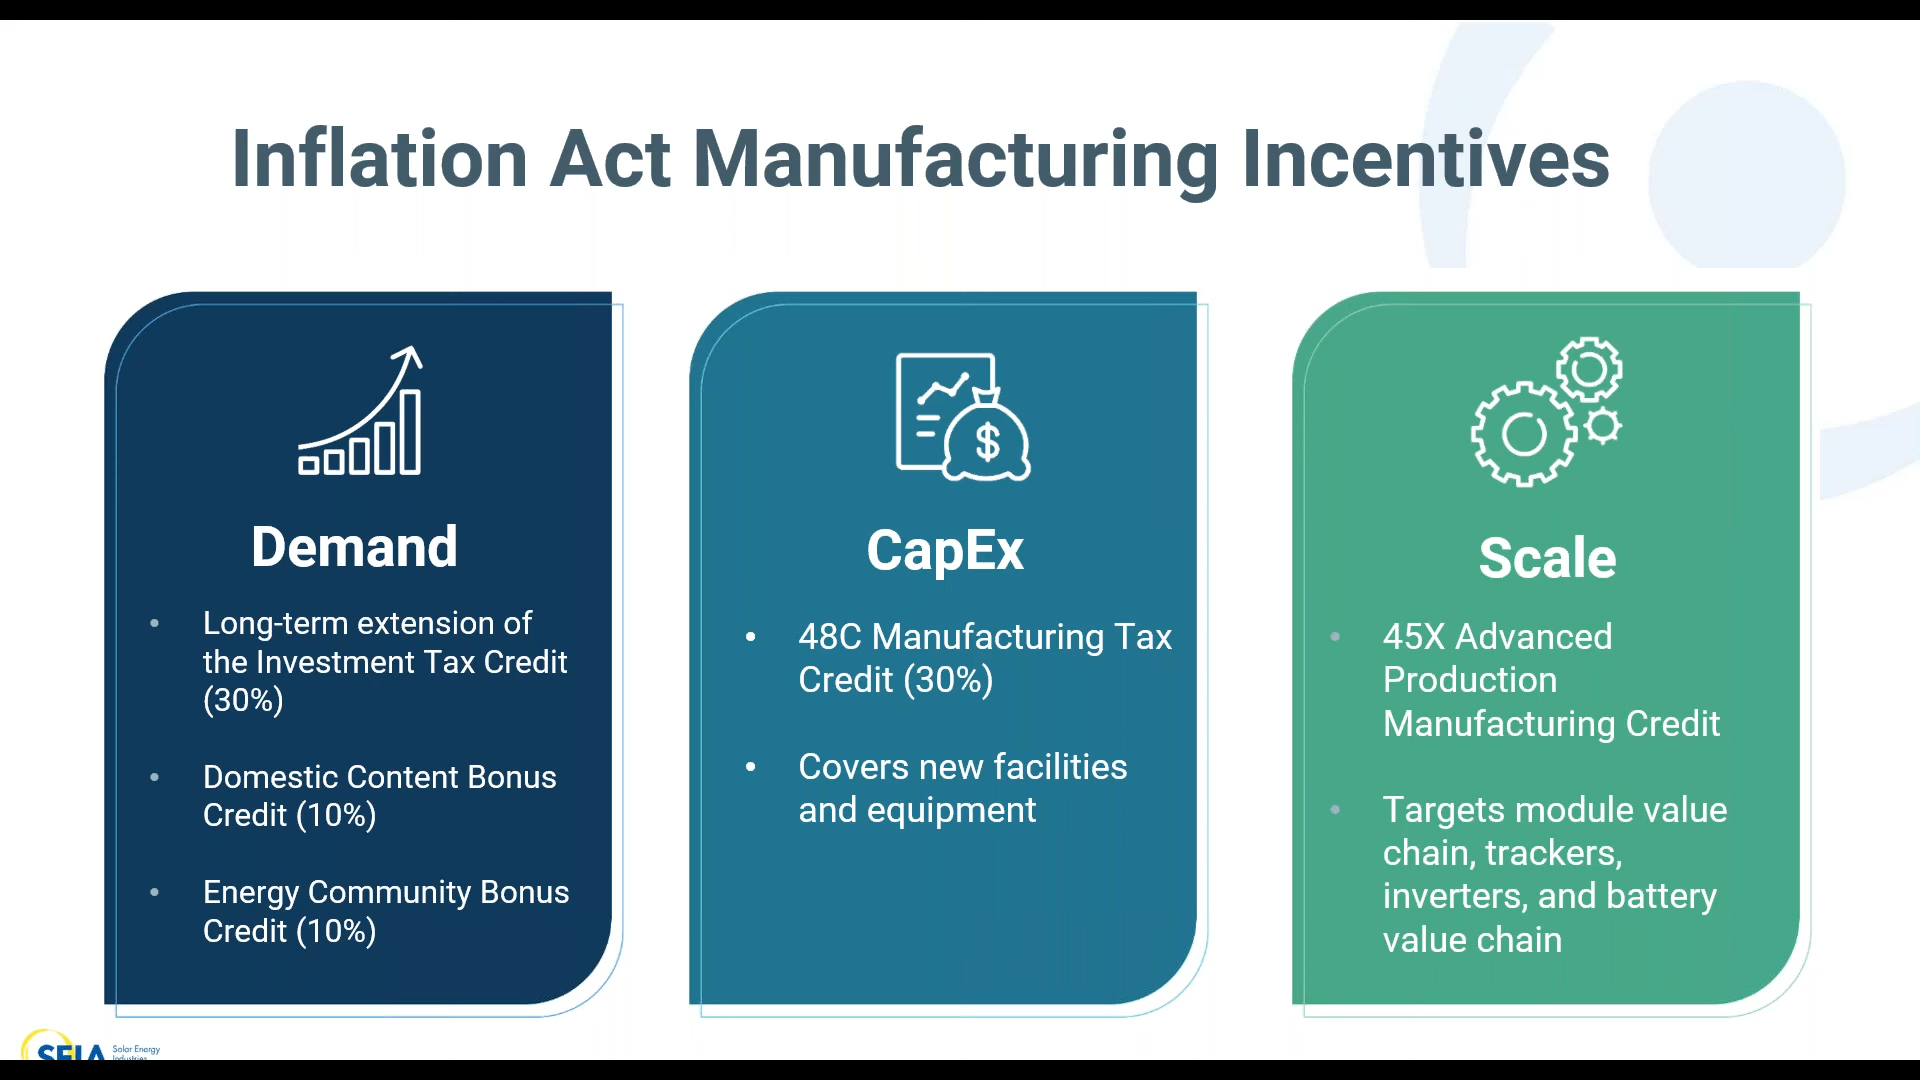 Inflation Act Manufacturing Incentives
$
Demand
• Long-term extension of
the Investment Tax Credit
(30%)
• Domestic Content Bonus
Credit (10%)
• Energy Community Bonus
Credit (10%)
CapEx
• 48C Manufacturing Tax
Credit (30%)
• Covers new facilities
and equipment
Scale
• 45X Advanced
Production
Manufacturing Credit
• Targets module value
chain, trackers,
inverters, and battery
value chain
SEIA
Solar Energy
Industries